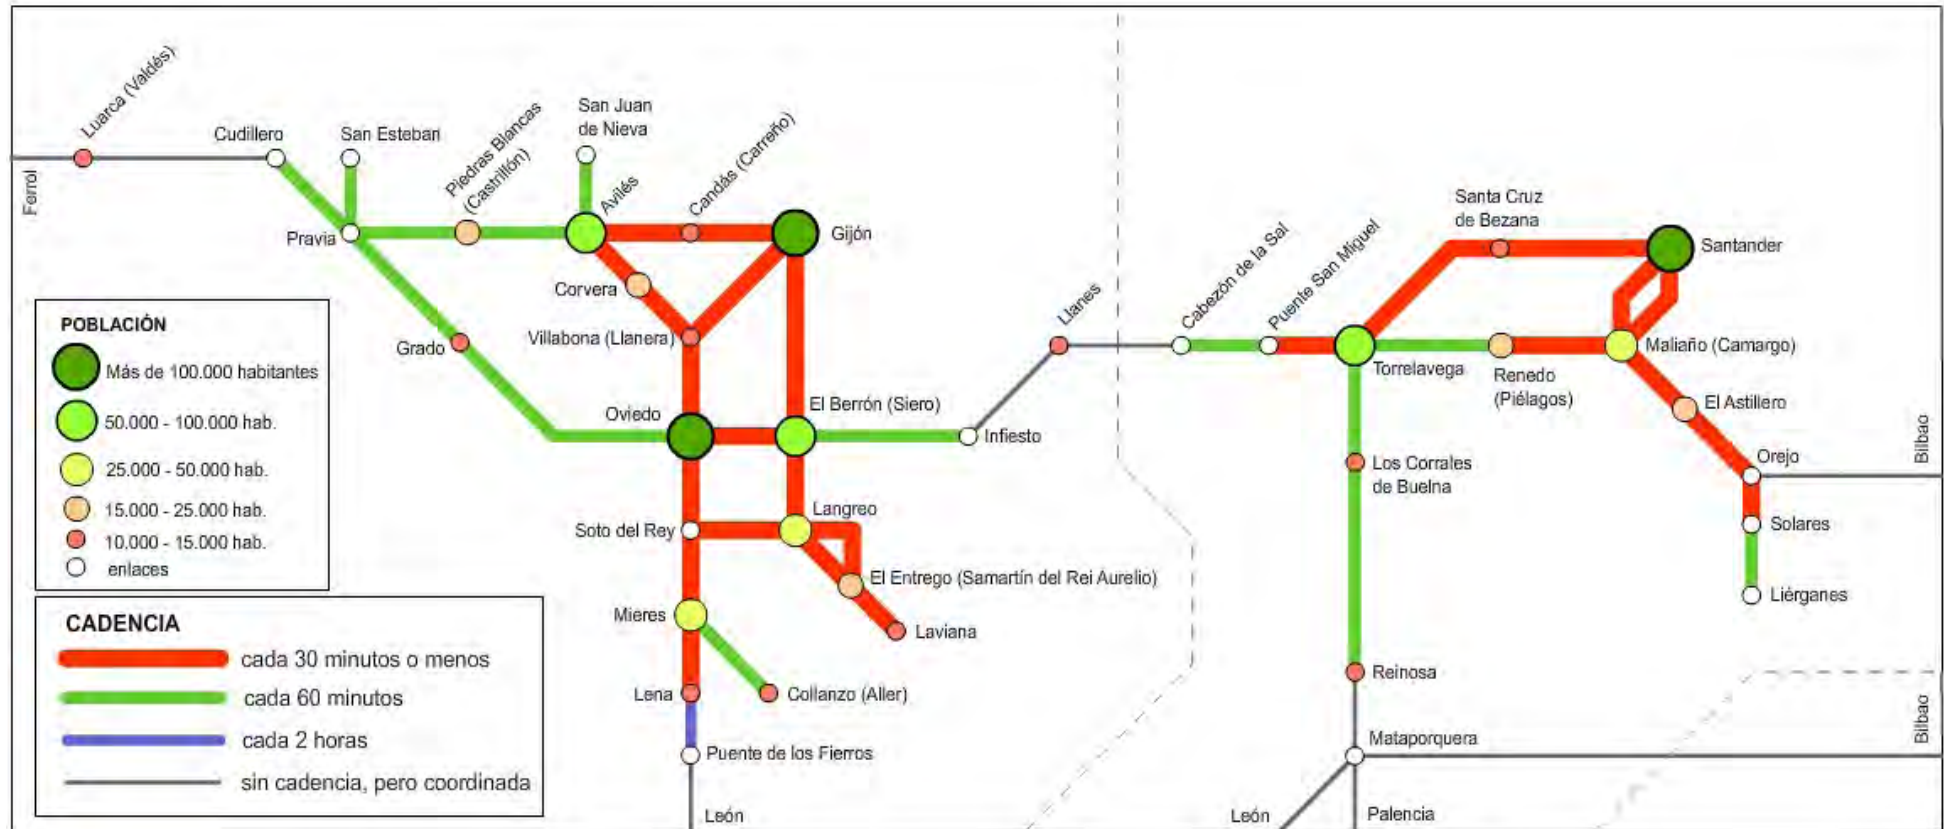 Luarca (Valdés)
Ferrol
Cudillero
San Esteban
Pravia
Piedras Blancas
(Castrillón)
San Juan
de Nieva
Avilés
Candás (Carreño)
Gijón
Corvera
Villabona (Llanera)
Grado
Oviedo
El Berrón (Siero)
Infiesto
Llanes
Soto del Rey
Langreo
El Entrego (Samartín del Rei Aurelio)
Laviana
Mieres
Lena
Collanzo (Aller)
Puente de los Fierros
León
Cabezón de la Sal
Puente San Miguel
Torrelavega
Santa Cruz
de Bezana
Santander
Renedo
(Piélagos)
Maliaño (Camargo)
El Astillero
Orejo
Bilbao
Solares
Liérganes
Los Corrales
de Buelna
Reinosa
Mataporquera
Bilbao
León
Palencia
POBLACIÓN
Más de 100.000 habitantes
50.000 - 100.000 hab.
25.000 - 50.000 hab.
15.000 - 25.000 hab.
10.000 - 15.000 hab.
enlaces
CADENCIA
cada 30 minutos o menos
cada 60 minutos
cada 2 horas
sin cadencia, pero coordinada